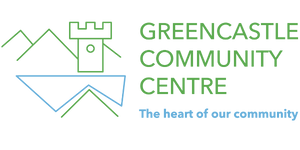 GREENCASTLE
COMMUNITY
CENTRE
The heart of our community